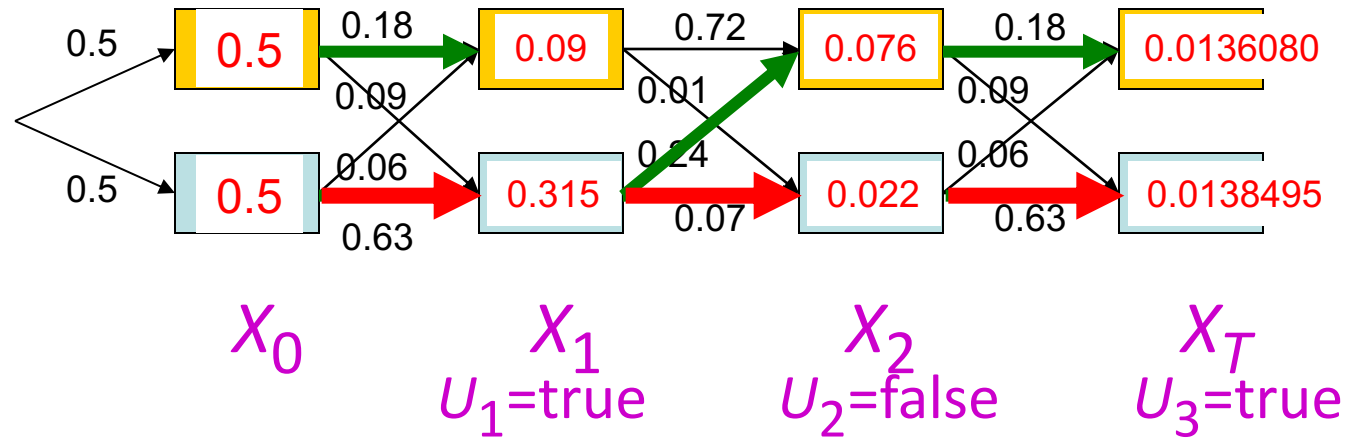 0.5 0.5 0.18 0.09 0.72 0.076 0.18 0.0136080
0.09 0.01 0.09
0.5 0.5 0.06 0.315 0.24 0.022 0.06 0.0138495
0.63 0.07 0.63
X0 X1 X2 XT
U1=true U2=false U3=true